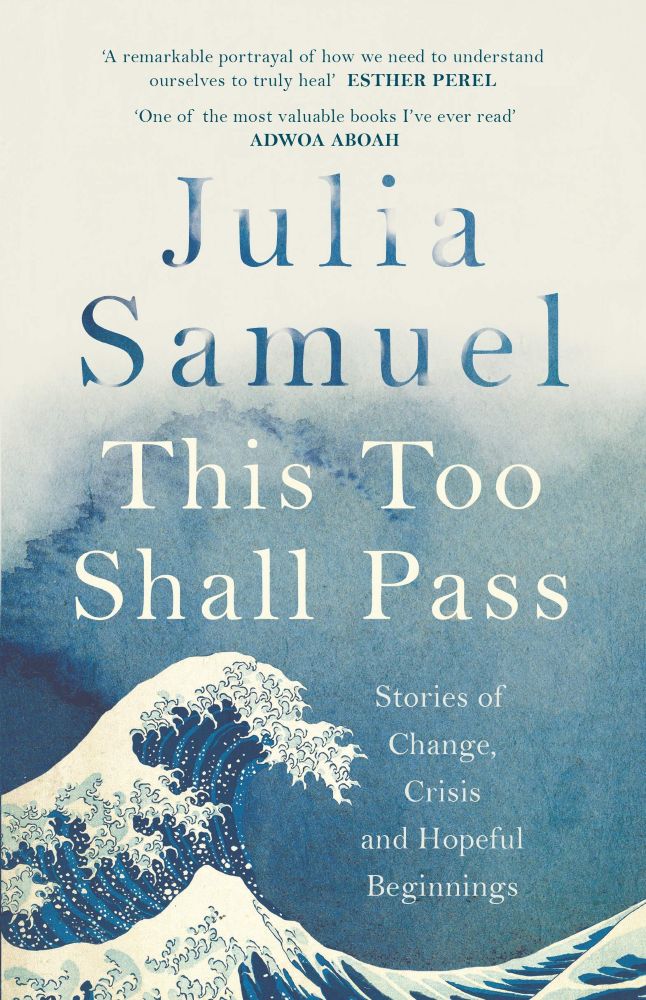 ‘A remarkable portrayal of how we need to understand
ourselves to truly heal’ ESTHER PEREL
‘One of the most valuable books I’ve ever read’
ADWOA ABOAH
Julia
Samuel
This Too
Shall Pass
Stories of
Change,
Crisis
and Hopeful
Beginnings